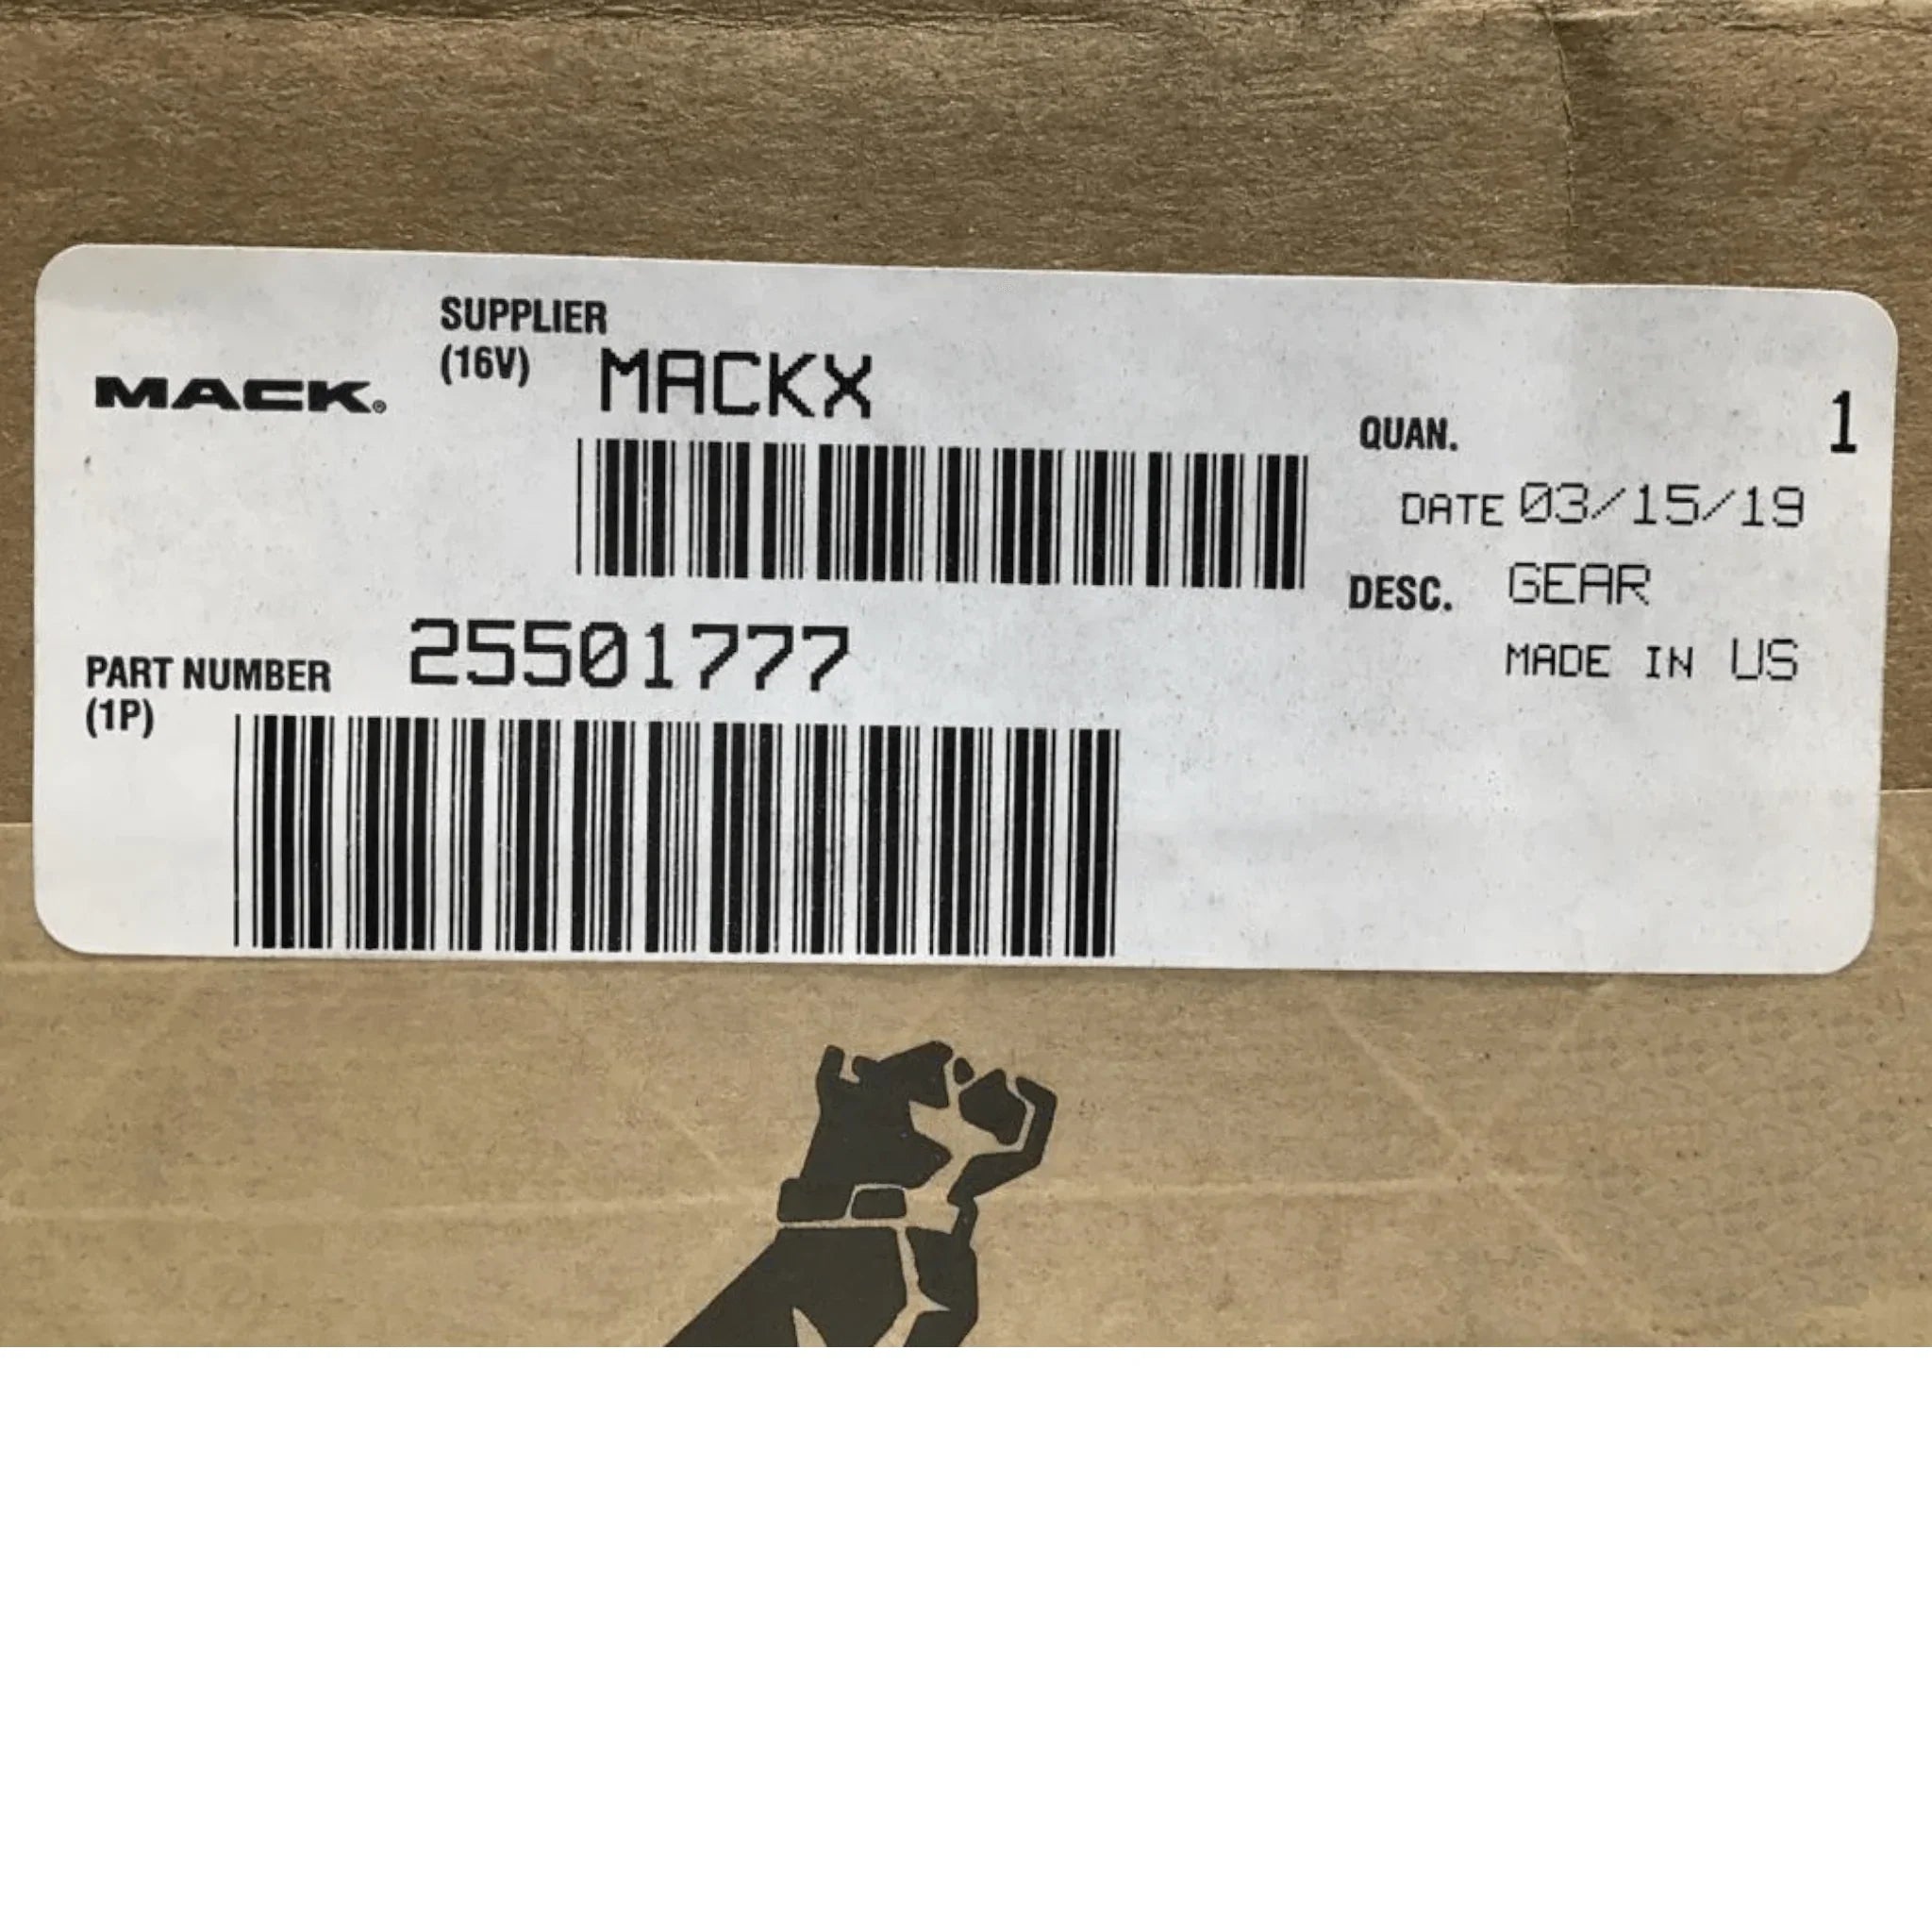 MACK®
SUPPLIER
(16V) MACKX
QUAN. 1
DATE 03/15/19
DESC. GEAR
MADE IN US
PART NUMBER 25501777
(1P)